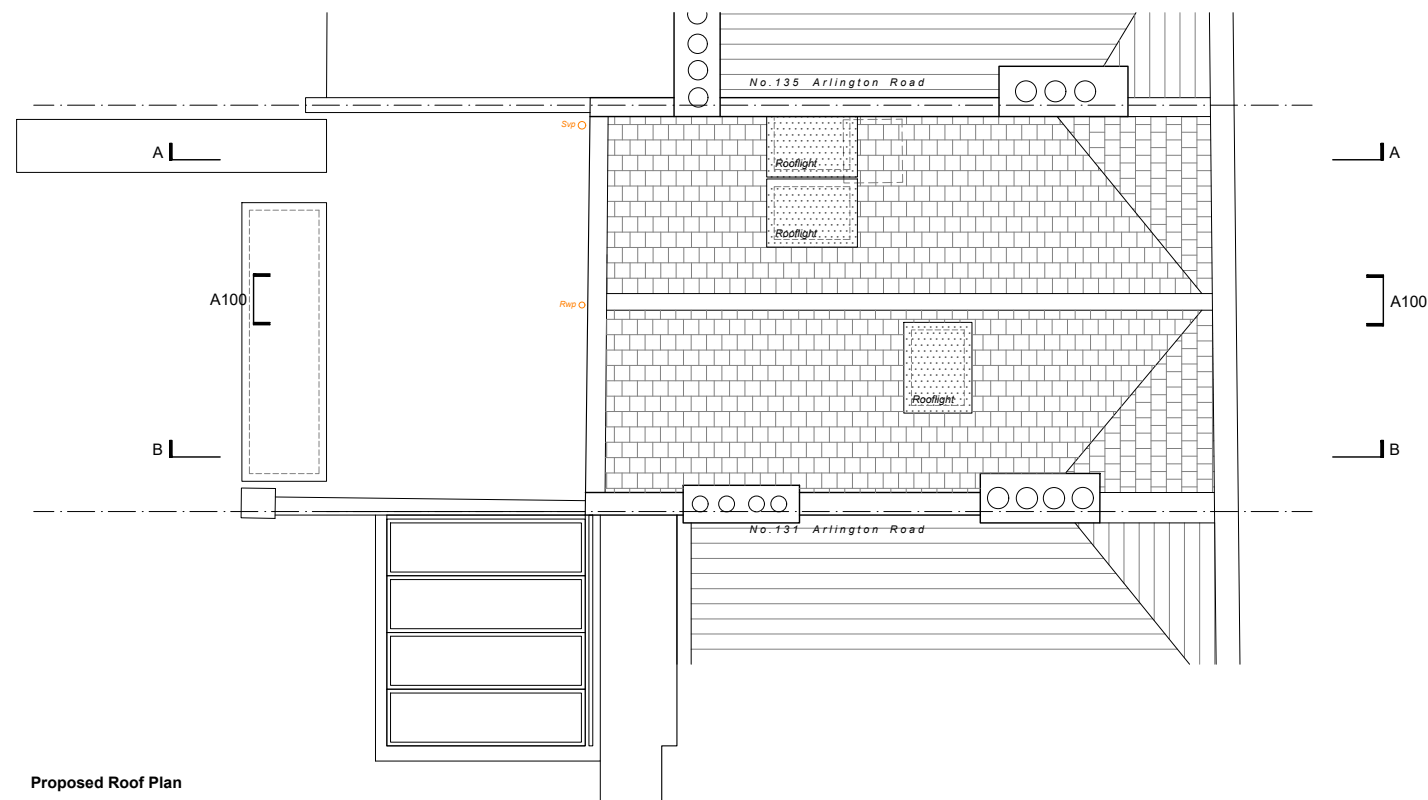 No.135 Arlington Road
Svp
A
A
Rooflight
Rooflight
A100
Rwp
A100
Rooflight
B
B
No.131 Arlington Road
Proposed Roof Plan